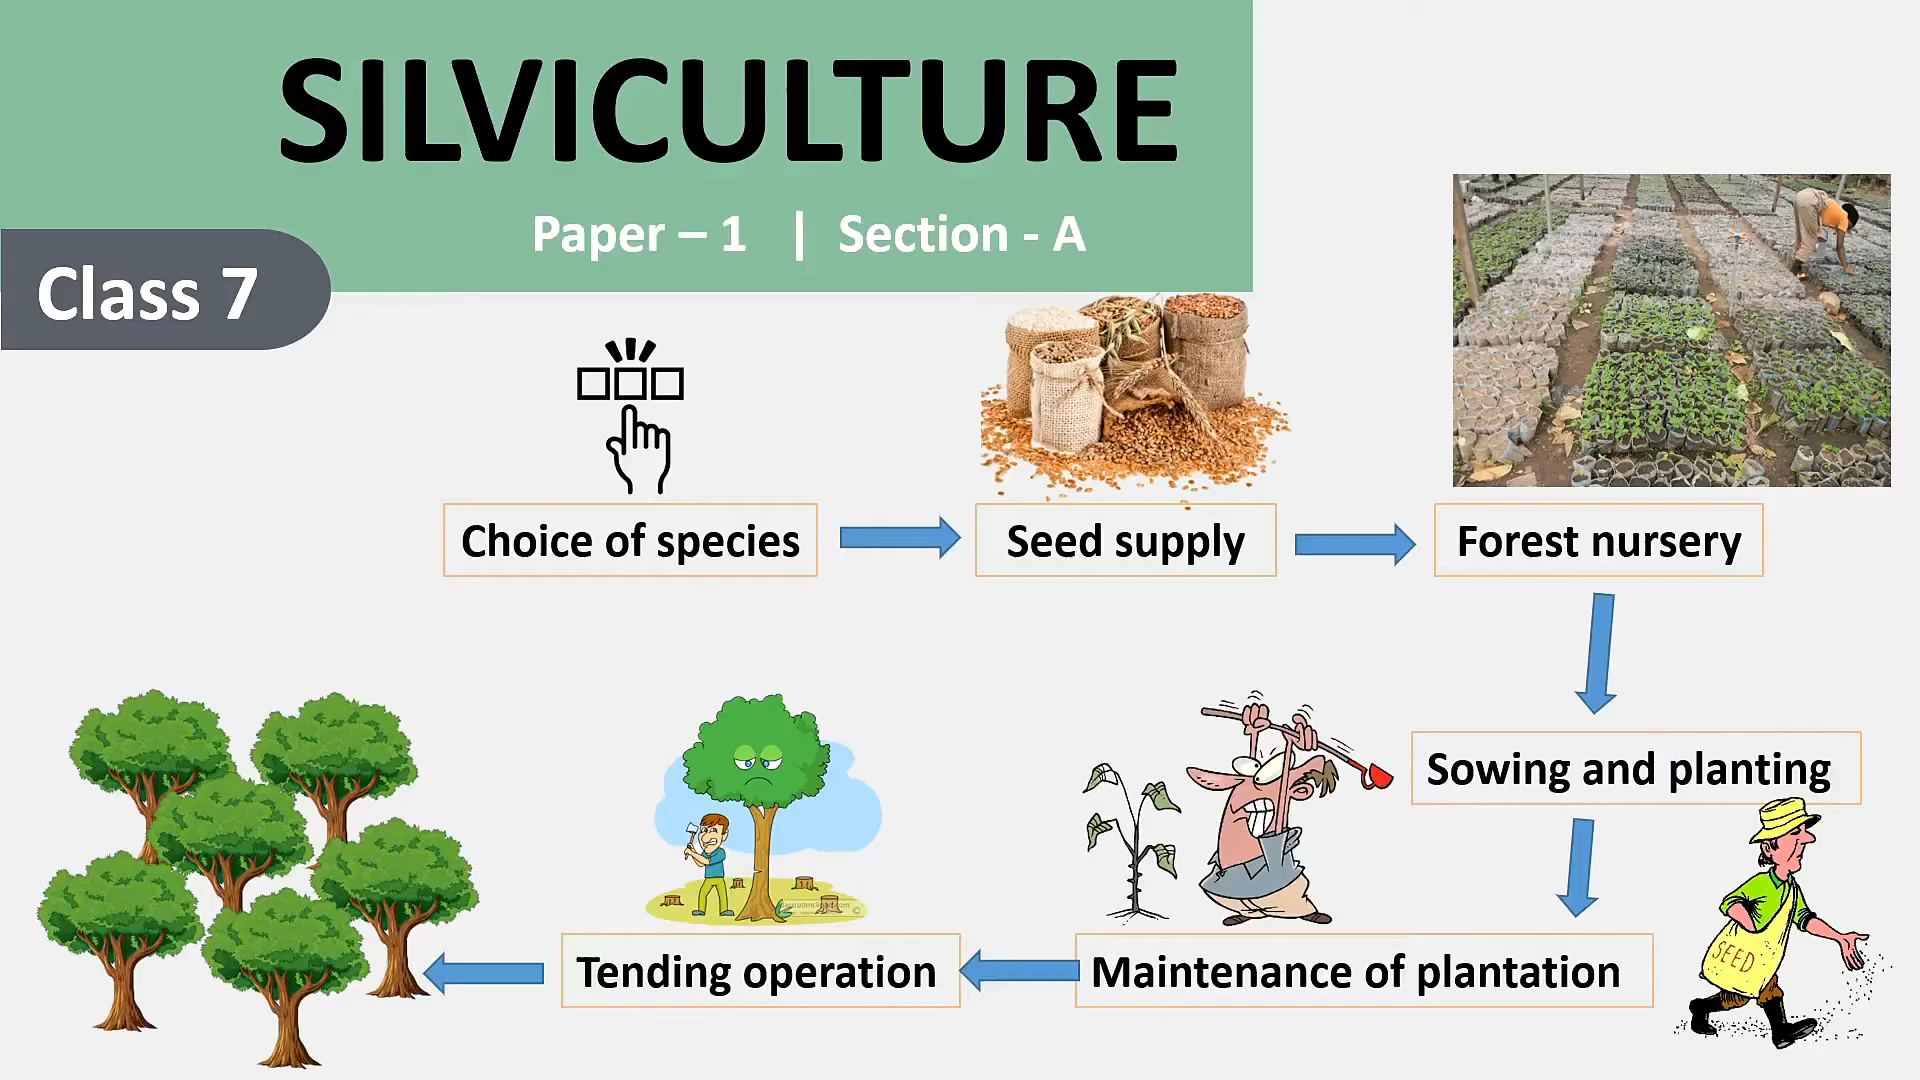 SILVICULTURE
Paper – 1 | Section - A
Class 7
Choice of species
Seed supply
Forest nursery
Sowing and planting
SEED
Maintenance of plantation
Tending operation